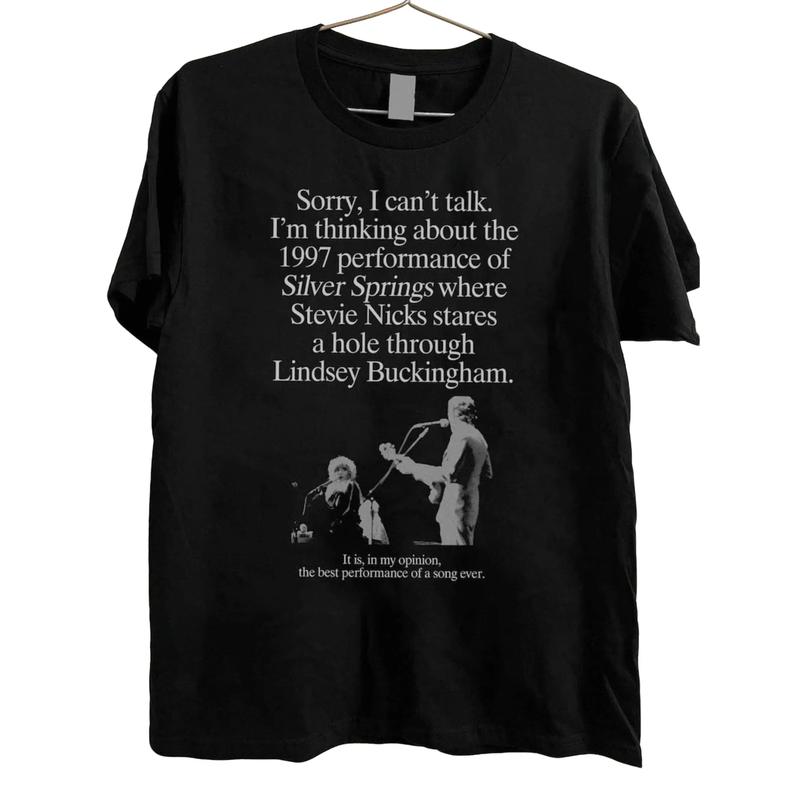 Sorry, I can't talk.
I'm thinking about the
1997 performance of
Silver Springs where
Stevie Nicks stares
a hole through
Lindsey Buckingham.
It is, in my opinion,
the best performance of a song ever.